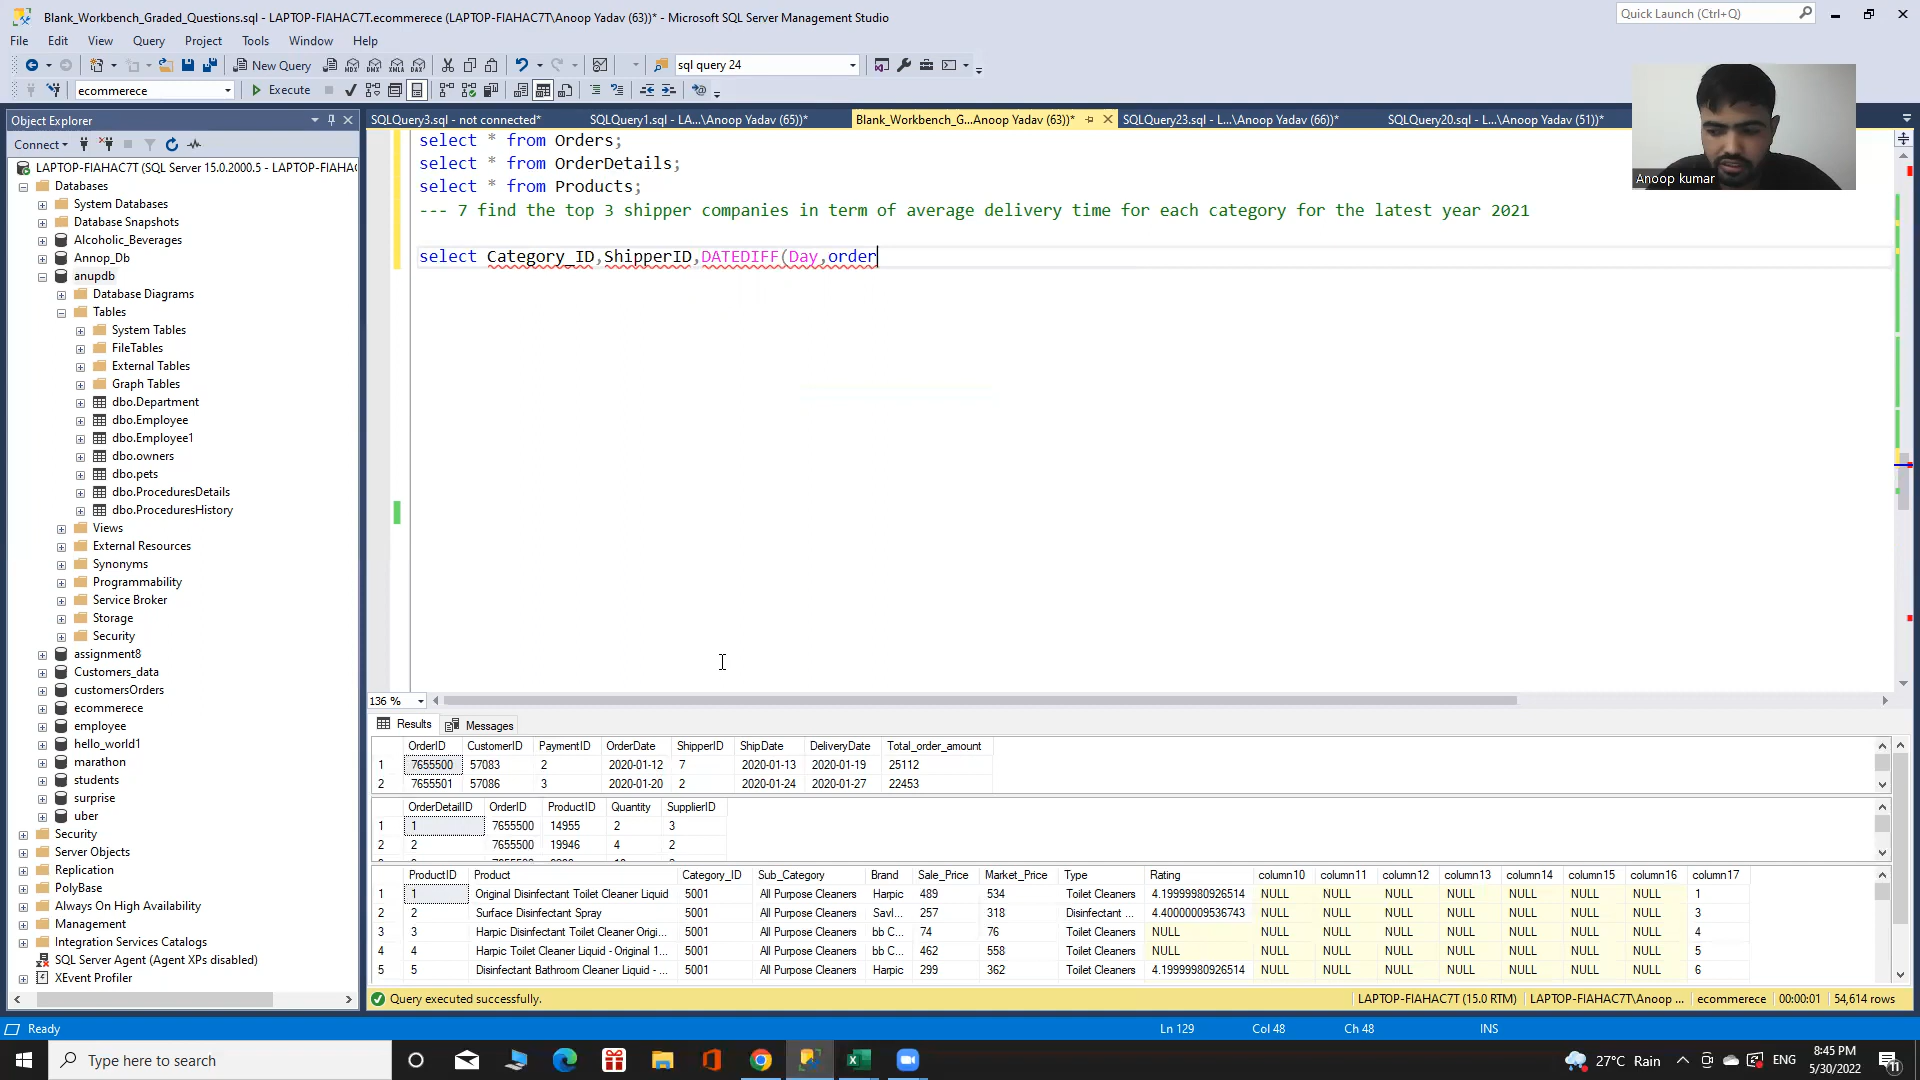 Blank_Workbench_Graded_Questions.sql - LAPTOP-FIAHAC7T.ecommerece (LAPTOP-FIAHAC7T\Anoop Yadav (63))* - Microsoft SQL Server Management Studio
Quick Launch (Ctrl+Q)
File Edit View Query Project Tools Window Help
New Query sql query 24
ecommerece Execute
Object Explorer
SQLQuery3.sql - not connected* SQLQuery1.sql - LA...\Anoop Yadav (65))* Blank_Workbench_G...Anoop Yadav (63))* SQLQuery23.sql - L...\Anoop Yadav (66))* SQLQuery20.sql - L...\Anoop Yadav (51))*
Anoop kumar
Connect
LAPTOP-FIAHAC7T (SQL Server 15.0.2000.5 - LAPTOP-FIAHA
Databases
System Databases
Database Snapshots
Alcoholic_Beverages
Annop_Db
anupdb
Database Diagrams
Tables
System Tables
FileTables
External Tables
Graph Tables
dbo.Department
dbo.Employee
dbo.Employee1
dbo.owners
dbo.pets
dbo.ProceduresDetails
dbo.ProceduresHistory
Views
External Resources
Synonyms
Programmability
Service Broker
Storage
Security
assignment8
Customers_data
customersOrders
ecommerece
employee
hello_world1
marathon
students
surprise
uber
Security
Server Objects
Replication
PolyBase
Always On High Availability
Management
Integration Services Catalogs
SQL Server Agent (Agent XPs disabled)
XEvent Profiler
select * from Orders;
select * from OrderDetails;
select * from Products;
--- 7 find the top 3 shipper companies in term of average delivery time for each category for the latest year 2021
select Category_ID,ShipperID,DATEDIFF(Day,order
136 %
Results Messages
OrderID CustomerID PaymentID OrderDate ShipperID ShipDate DeliveryDate Total_order_amount
1 7655500 57083 2 2020-01-12 7 2020-01-13 2020-01-19 25112
2 7655501 57086 3 2020-01-20 2 2020-01-24 2020-01-27 22453
OrderDetailID OrderID ProductID Quantity SupplierID
1 1 7655500 14955 2 3
2 2 7655500 19946 4 2
ProductID Product Category_ID Sub_Category Brand Sale_Price Market_Price Type Rating column10 column11 column12 column13 column14 column15 column16 column17
1 1 Original Disinfectant Toilet Cleaner Liquid 5001 All Purpose Cleaners Harpic 489 534 Toilet Cleaners 4.19999980926514 NULL NULL NULL NULL NULL NULL NULL 1
2 2 Surface Disinfectant Spray 5001 All Purpose Cleaners Savl... 257 318 Disinfectant ... 4.40000009536743 NULL NULL NULL NULL NULL NULL NULL 3
3 3 Harpic Disinfectant Toilet Cleaner Origi... 5001 All Purpose Cleaners bb C... 74 76 Toilet Cleaners NULL NULL NULL NULL NULL NULL NULL NULL 4
4 4 Harpic Toilet Cleaner Liquid - Original 1... 5001 All Purpose Cleaners bb C... 462 558 Toilet Cleaners NULL NULL NULL NULL NULL NULL NULL NULL 5
5 5 Disinfectant Bathroom Cleaner Liquid - ... 5001 All Purpose Cleaners Harpic 299 362 Toilet Cleaners 4.19999980926514 NULL NULL NULL NULL NULL NULL NULL 6
Query executed successfully. LAPTOP-FIAHAC7T (15.0 RTM) LAPTOP-FIAHAC7T\Anoop ... ecommerece 00:00:01 54,614 rows
Ready Ln 129 Col 48 Ch 48 INS
Type here to search 27°C Rain ENG 8:45 PM
5/30/2022 11